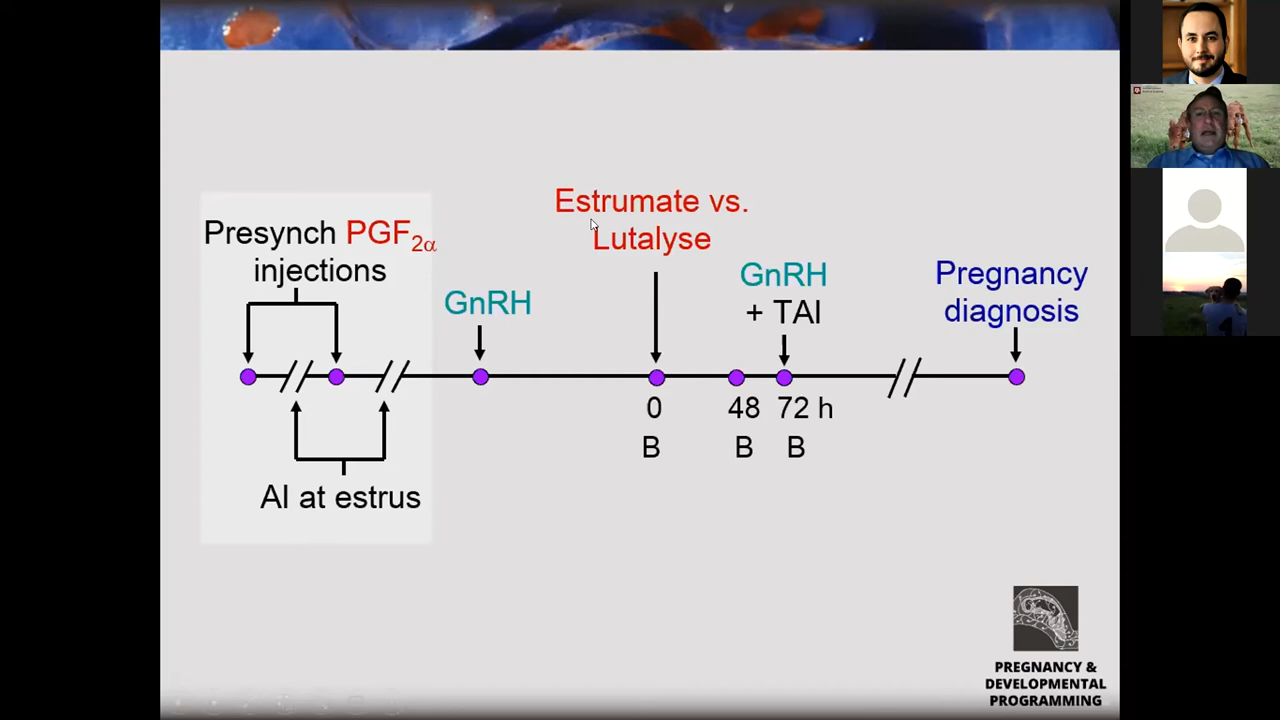 Presynch PGF2α
injections
GnRH
Estrumate vs.
Lutalyse
GnRH
+ TAI
Pregnancy
diagnosis
0
48
72 h
B
B
B
AI at estrus
PREGNANCY &
DEVELOPMENTAL
PROGRAMMING